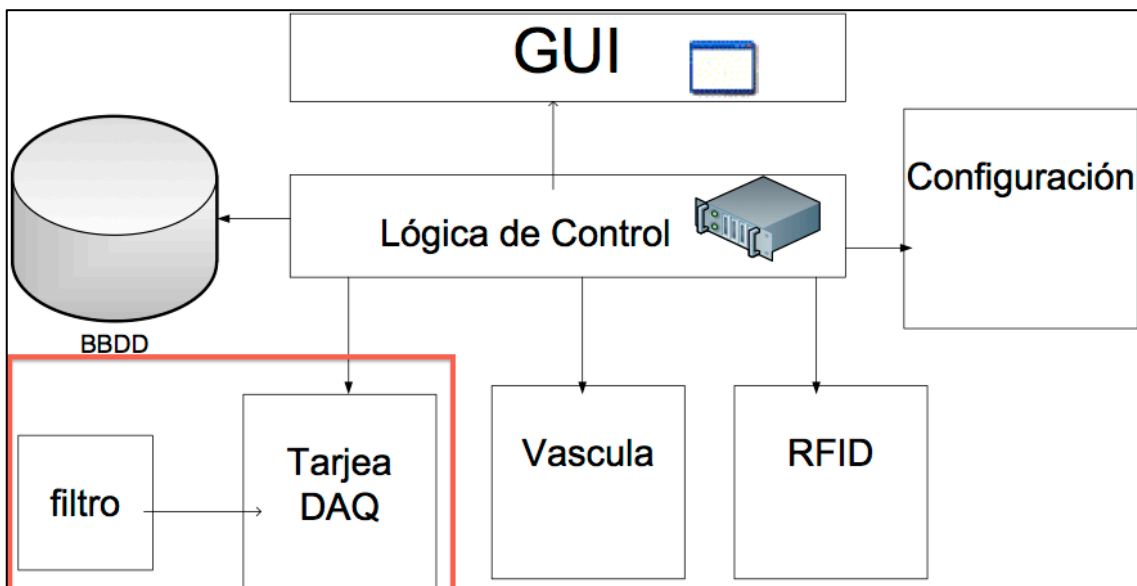 GUI
Configuración
Lógica de Control
BBDD
filtro
Tarjea
DAQ
Vascula
RFID